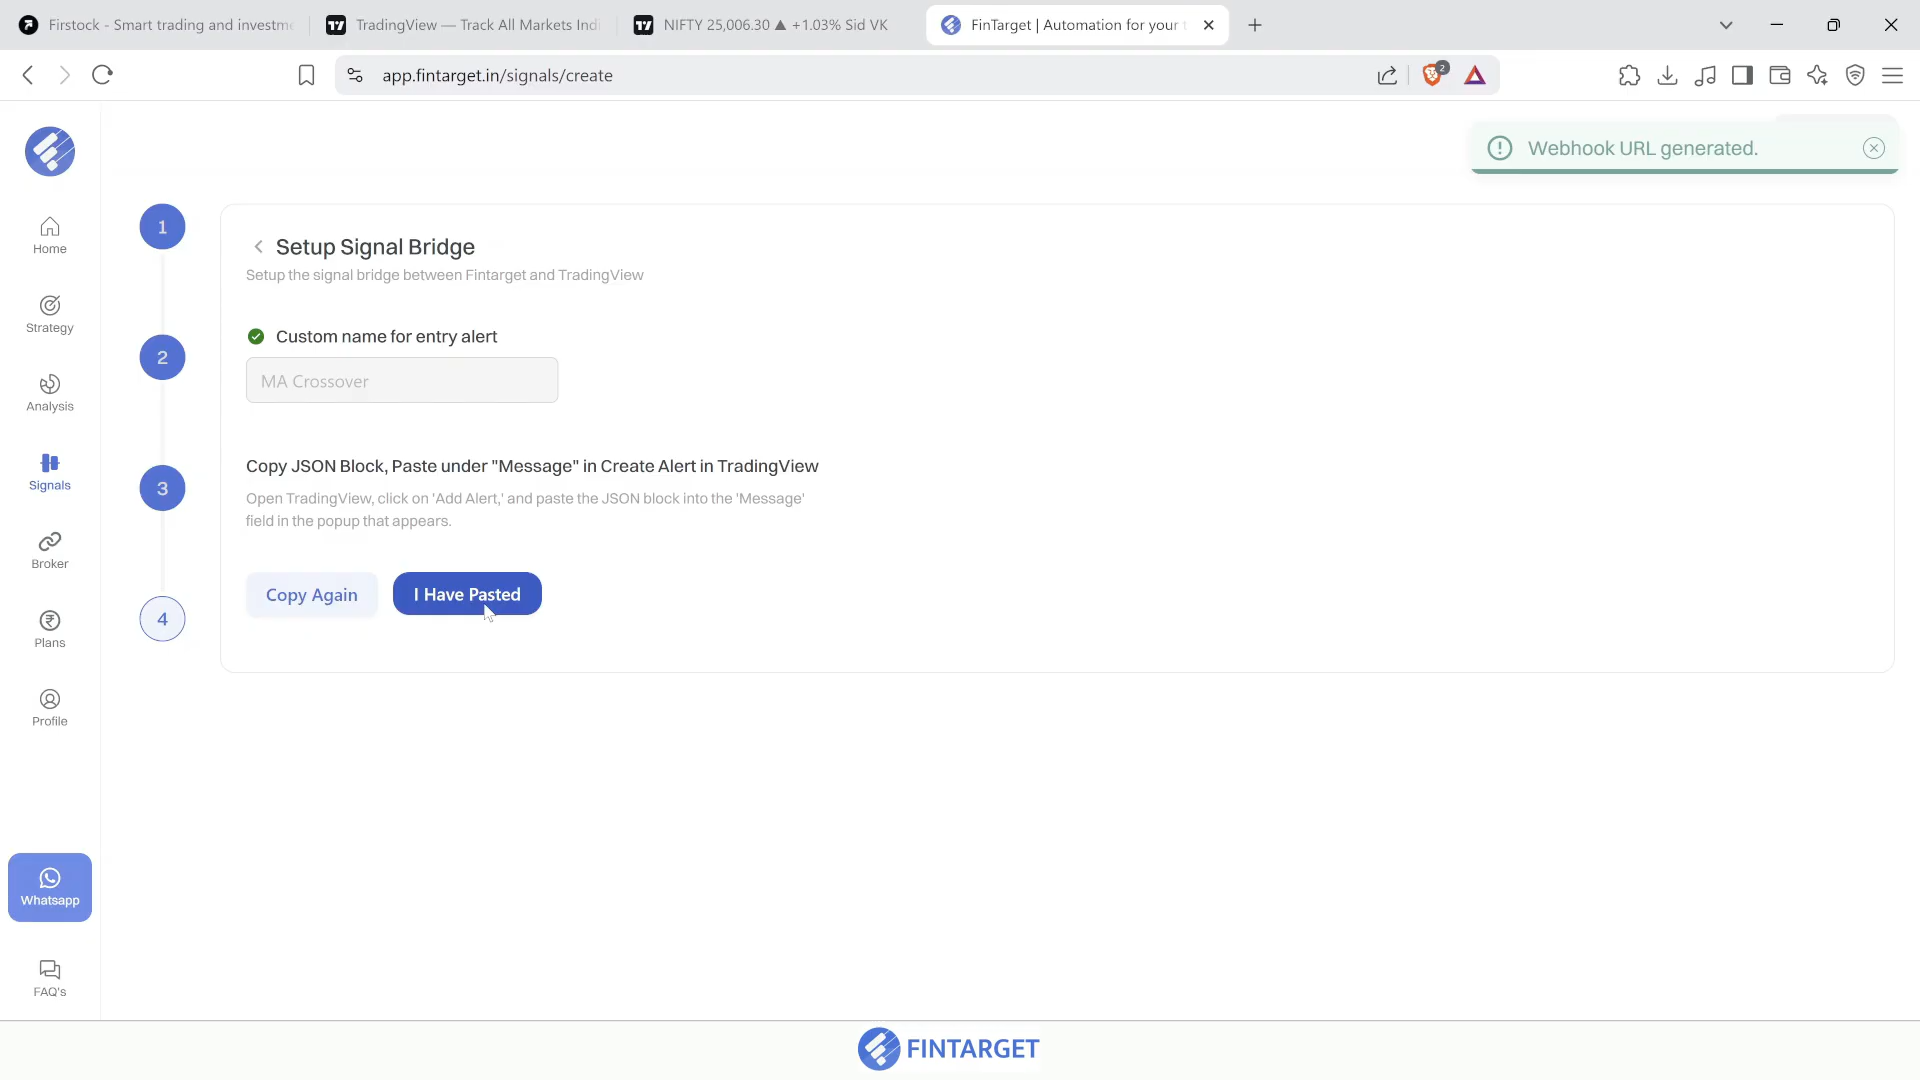 Firstock - Smart trading and investme
TradingView — Track All Markets Indi
NIFTY 25,006.30 ▲ +1.03% Sid VK
FinTarget | Automation for your t
app.fintarget.in/signals/create
2
Webhook URL generated.
Home
Strategy
Analysis
Signals
Broker
Plans
Profile
Whatsapp
FAQ's
1
2
3
4
Setup Signal Bridge
Setup the signal bridge between Fintarget and TradingView
Custom name for entry alert
MA Crossover
Copy JSON Block, Paste under "Message" in Create Alert in TradingView
Open TradingView, click on 'Add Alert,' and paste the JSON block into the 'Message'
field in the popup that appears.
Copy Again
I Have Pasted
FINTARGET